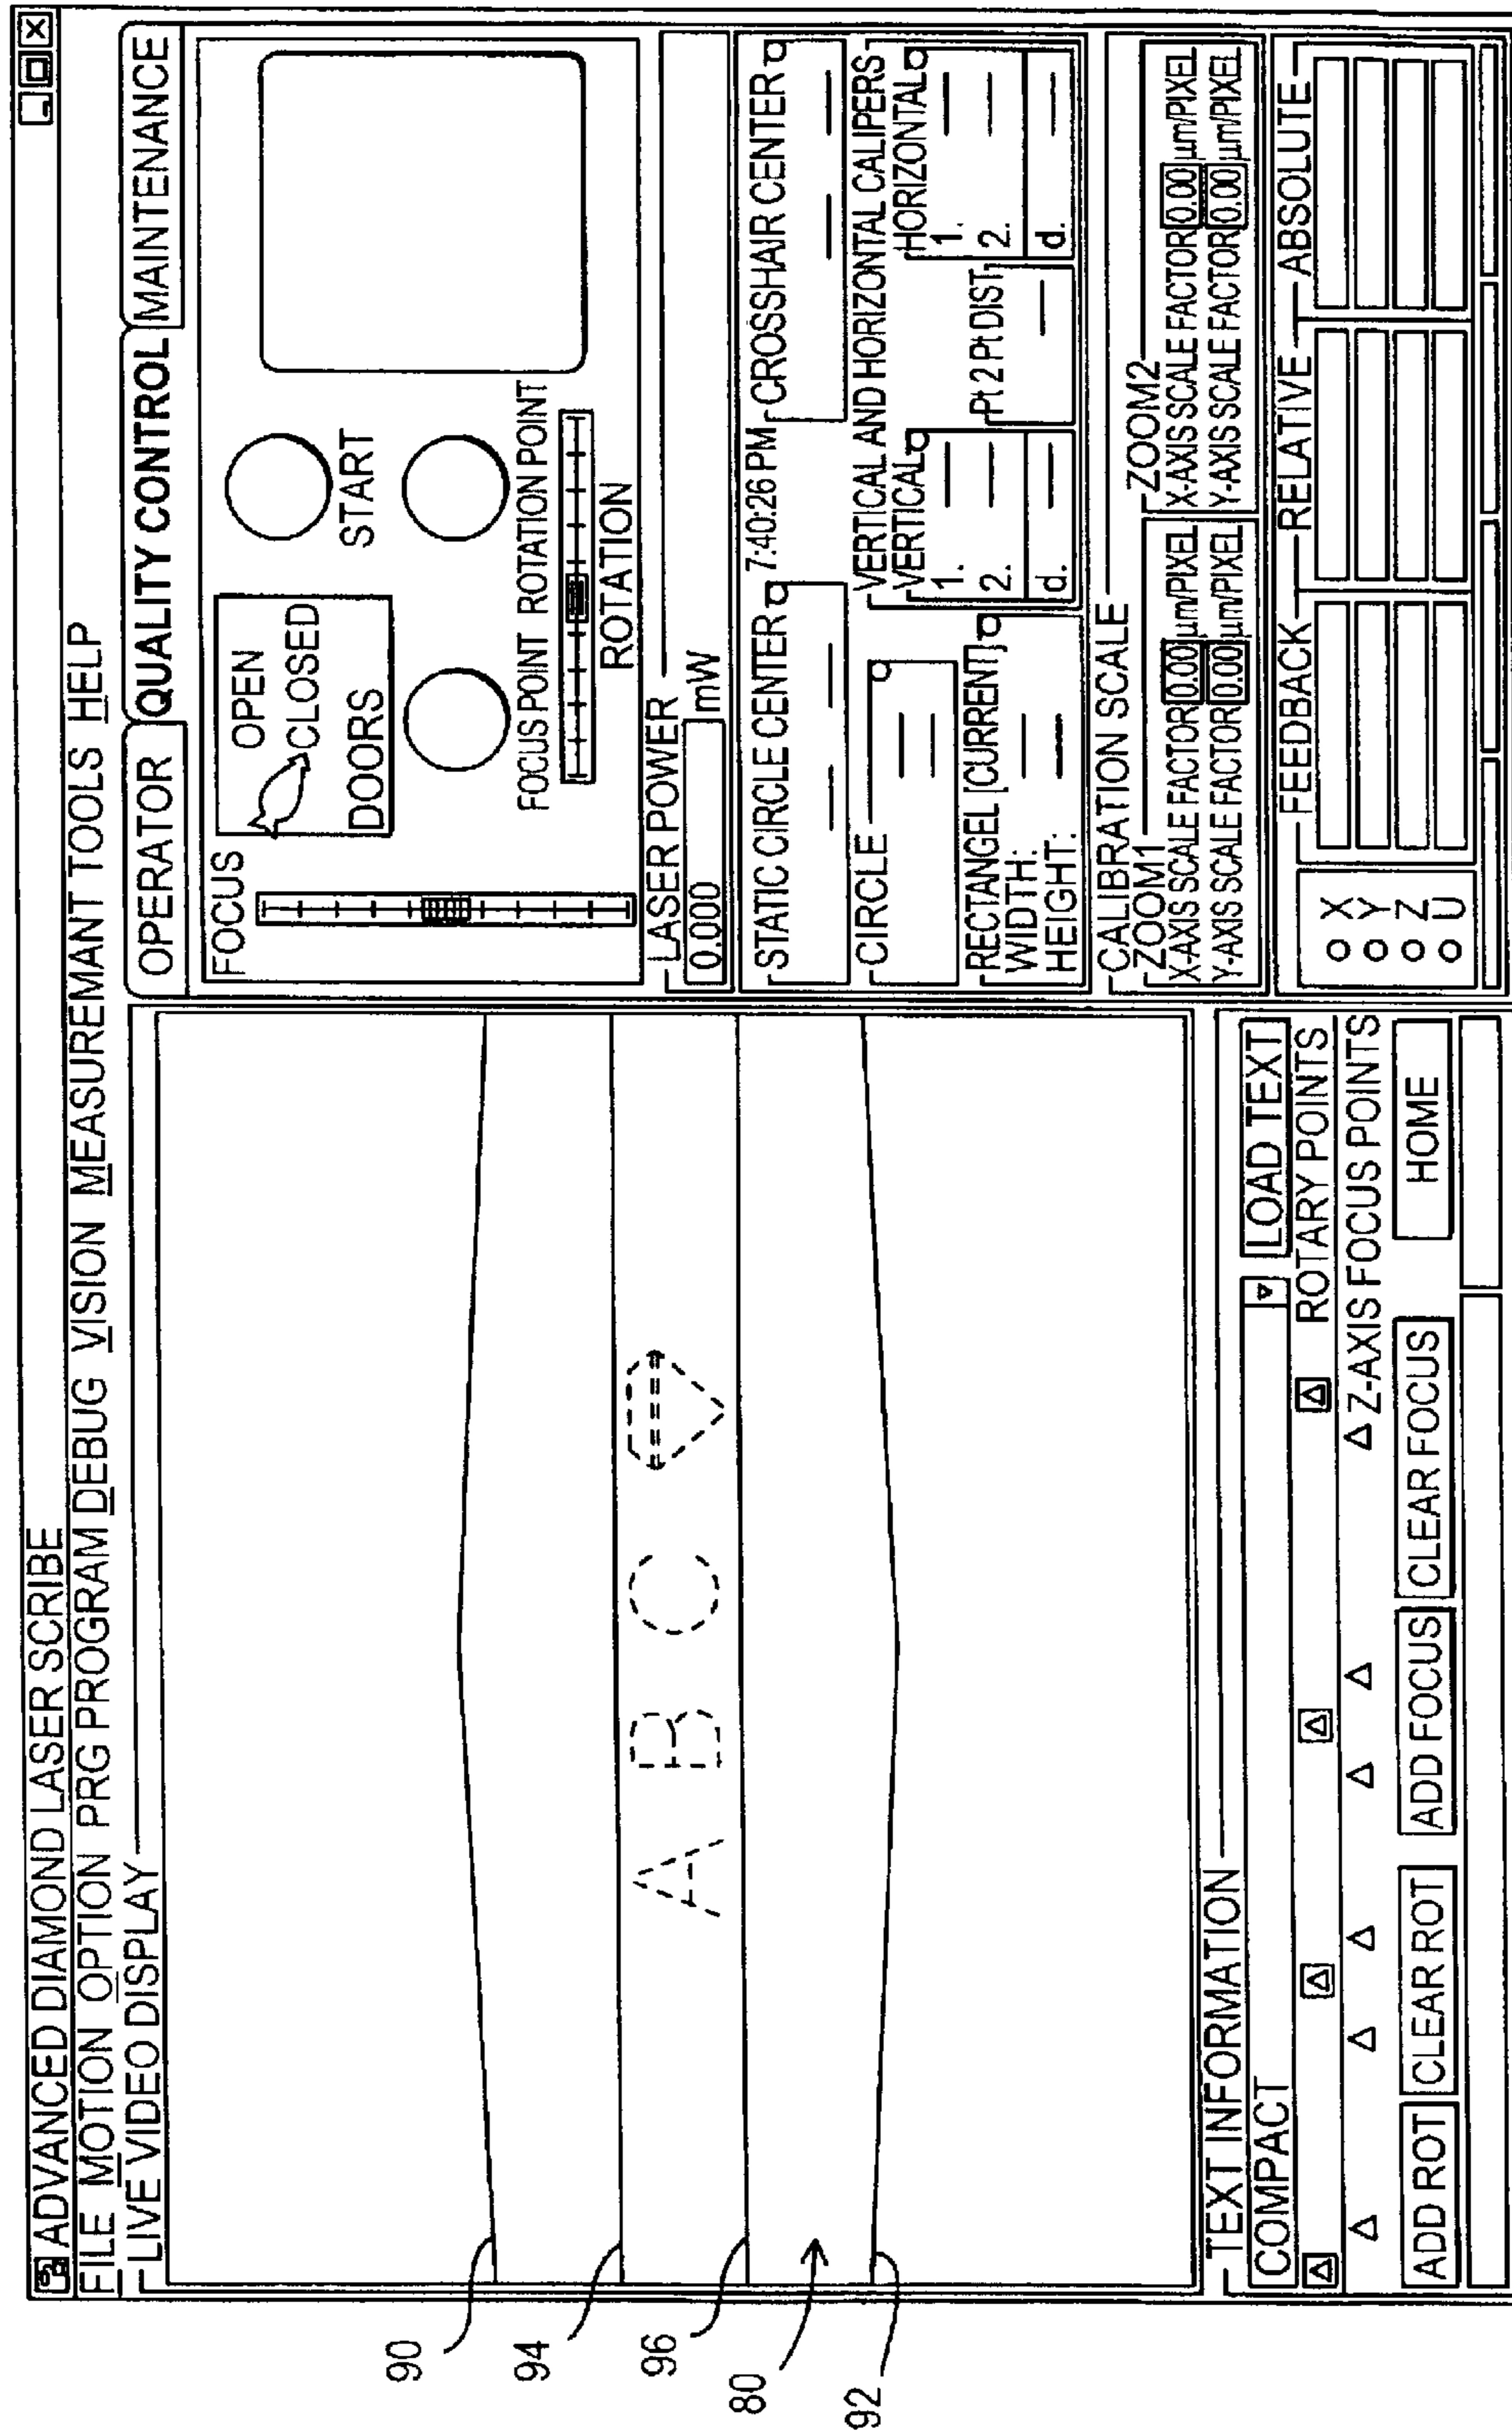 ADVANCED DIAMOND LASER SCRIBE
FILE MOTION OPTION PRG PROGRAM DEBUG VISION MEASUREMANT TOOLS HELP
LIVE VIDEO DISPLAY
90
94
96
80
92
A B C
TEXT INFORMATION
COMPACT
LOAD TEXT
ROTARY POINTS
Z-AXIS FOCUS POINTS
ADD ROT CLEAR ROT ADD FOCUS CLEAR FOCUS HOME
OPERATOR QUALITY CONTROL MAINTENANCE
FOCUS
OPEN
CLOSED
DOORS
START
FOCUS POINT ROTATION POINT
ROTATION
LASER POWER
0.000 mW
STATIC CIRCLE CENTER 7:40:26 PM CROSSHAIR CENTER
CIRCLE
VERTICAL AND HORIZONTAL CALIPERS
VERTICAL HORIZONTAL
1. 1.
2. Pt 2 Pt DIST 2.
d. d.
RECTANGEL [CURRENT]
WIDTH:
HEIGHT:
CALIBRATION SCALE
ZOOM1 ZOOM2
X-AXIS SCALE FACTOR 0.00 µm/PIXEL X-AXIS SCALE FACTOR 0.00 µm/PIXEL
Y-AXIS SCALE FACTOR 0.00 µm/PIXEL Y-AXIS SCALE FACTOR 0.00 µm/PIXEL
FEEDBACK RELATIVE ABSOLUTE
X
Y
Z
U